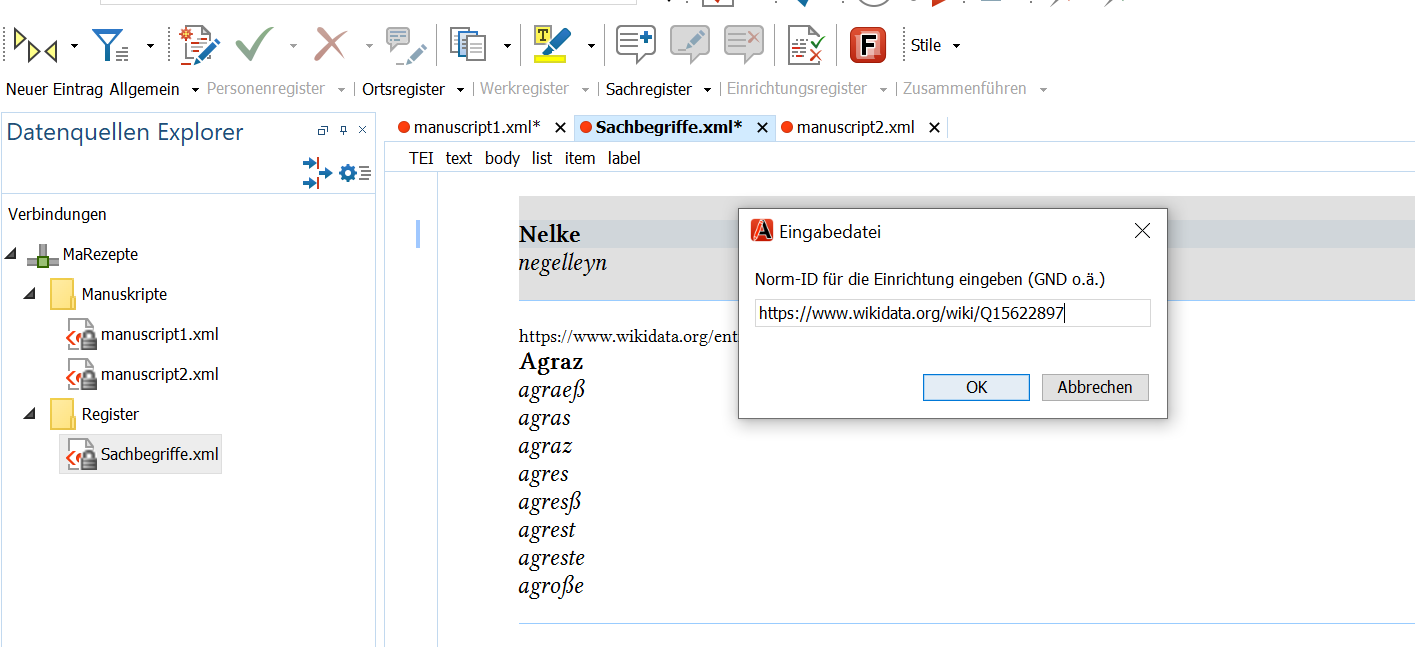 T
F
Stile
Neuer Eintrag Allgemein Personenregister Ortsregister Werkregister Sachregister Einrichtungsregister Zusammenführen
Datenquellen Explorer
manuscript1.xml* Sachbegriffe.xml* manuscript2.xml
TEI text body list item label
Verbindungen
MaRezepte
Manuskripte
manuscript1.xml
manuscript2.xml
Register
Sachbegriffe.xml
Nelke
negelleyn
https://www.wikidata.org/ent
Agraz
agraeß
agras
agraz
agres
agresß
agrest
agreste
agroße
Eingabedatei
Norm-ID für die Einrichtung eingeben (GND o.ä.)
https://www.wikidata.org/wiki/Q15622897
OK Abbrechen